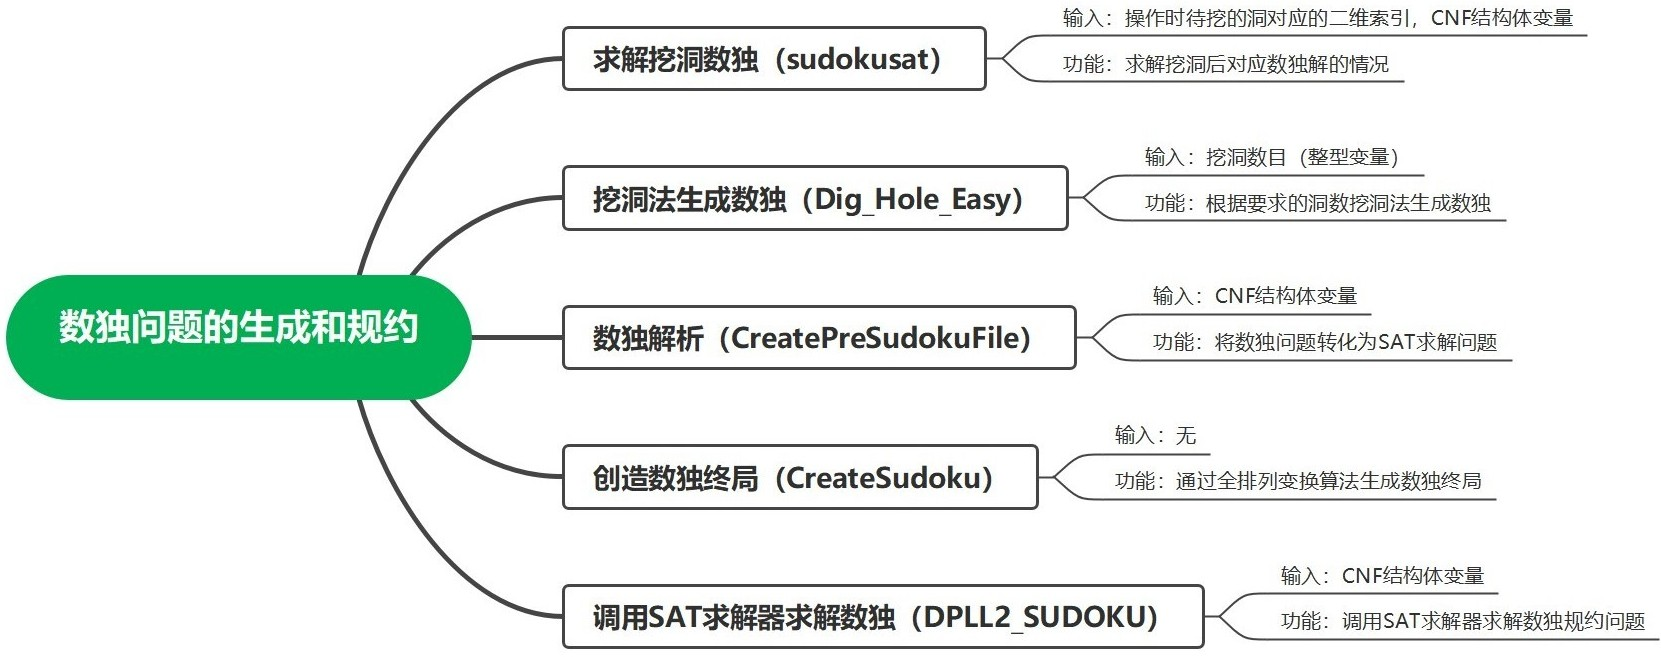 数独问题的生成和规约
求解挖洞数独（sudokusat）
输入：操作时待挖的洞对应的二维索引，CNF结构体变量
功能：求解挖洞后对应数独解的情况
挖洞法生成数独（Dig_Hole_Easy）
输入：挖洞数目（整型变量）
功能：根据要求的洞数挖洞法生成数独
数独解析（CreatePreSudokuFile）
输入：CNF结构体变量
功能：将数独问题转化为SAT求解问题
创造数独终局（CreateSudoku）
输入：无
功能：通过全排列变换算法生成数独终局
调用SAT求解器求解数独（DPLL2_SUDOKU）
输入：CNF结构体变量
功能：调用SAT求解器求解数独规约问题